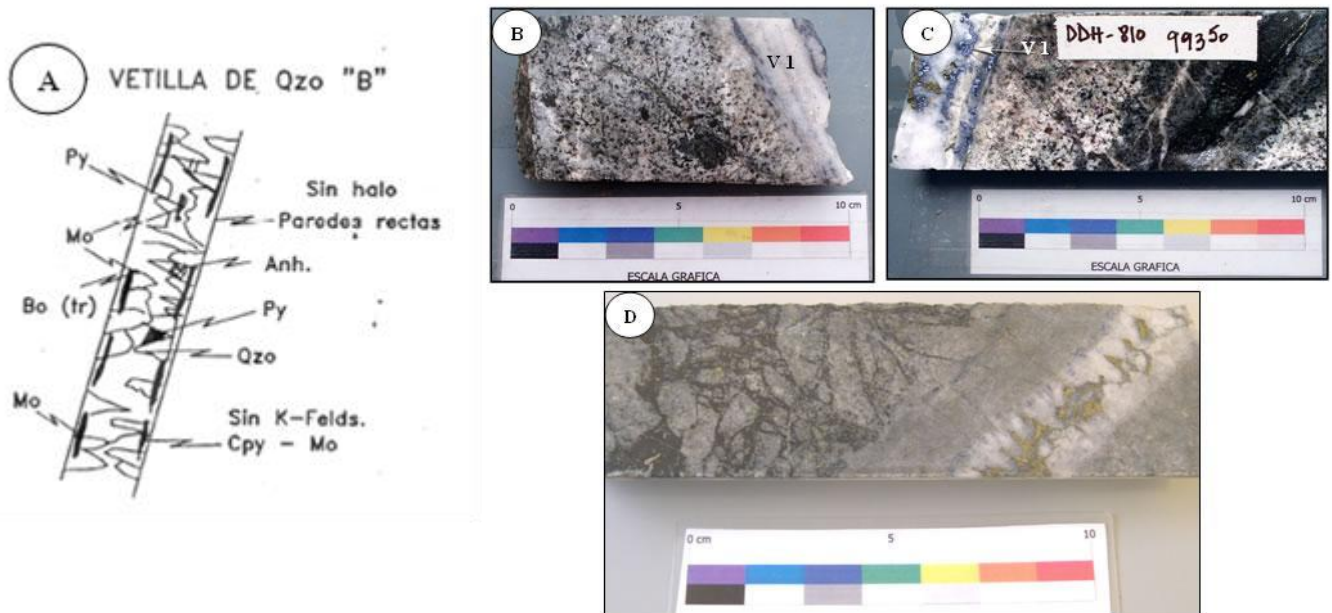 A
VETILLA DE Qzo "B"
Py
Sin halo
Paredes rectas
Mo
Anh.
Bo (tr)
Py
Qzo
Mo
Sin K-Felds.
Cpy - Mo
B
V 1
0 5 10 cm
ESCALA GRAFICA
C
V 1
DDH-810 99350
0 5 10 cm
ESCALA GRAFICA
D
0 cm 5 10